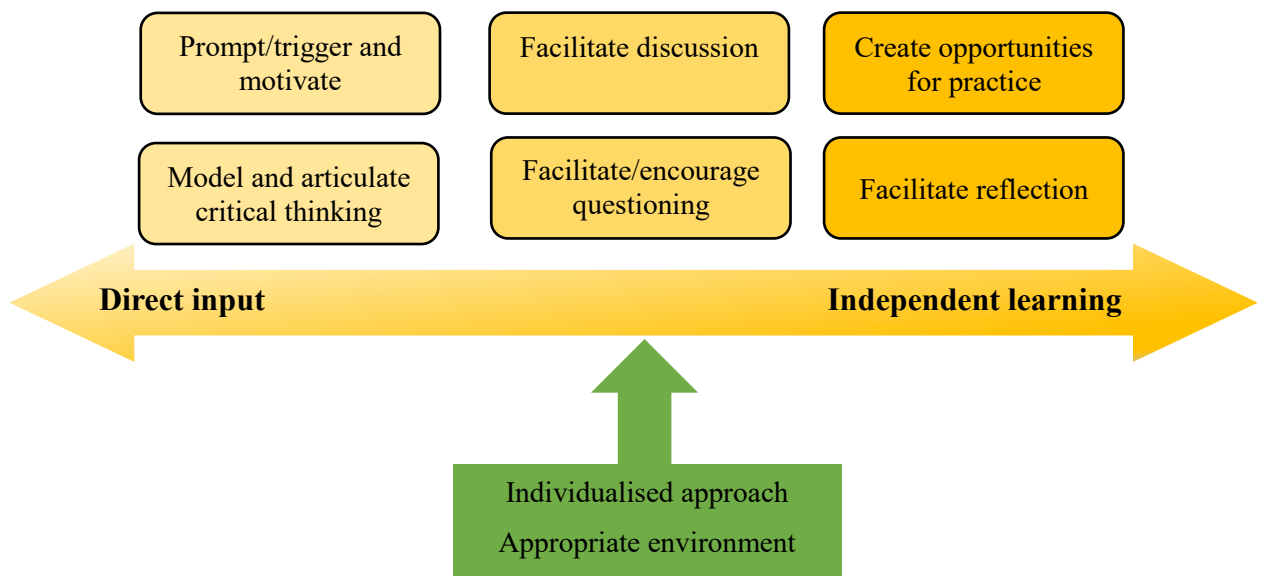 Prompt/trigger and
motivate
Facilitate discussion
Create opportunities
for practice
Model and articulate
critical thinking
Facilitate/encourage
questioning
Facilitate reflection
Direct input
Independent learning
Individualised approach
Appropriate environment